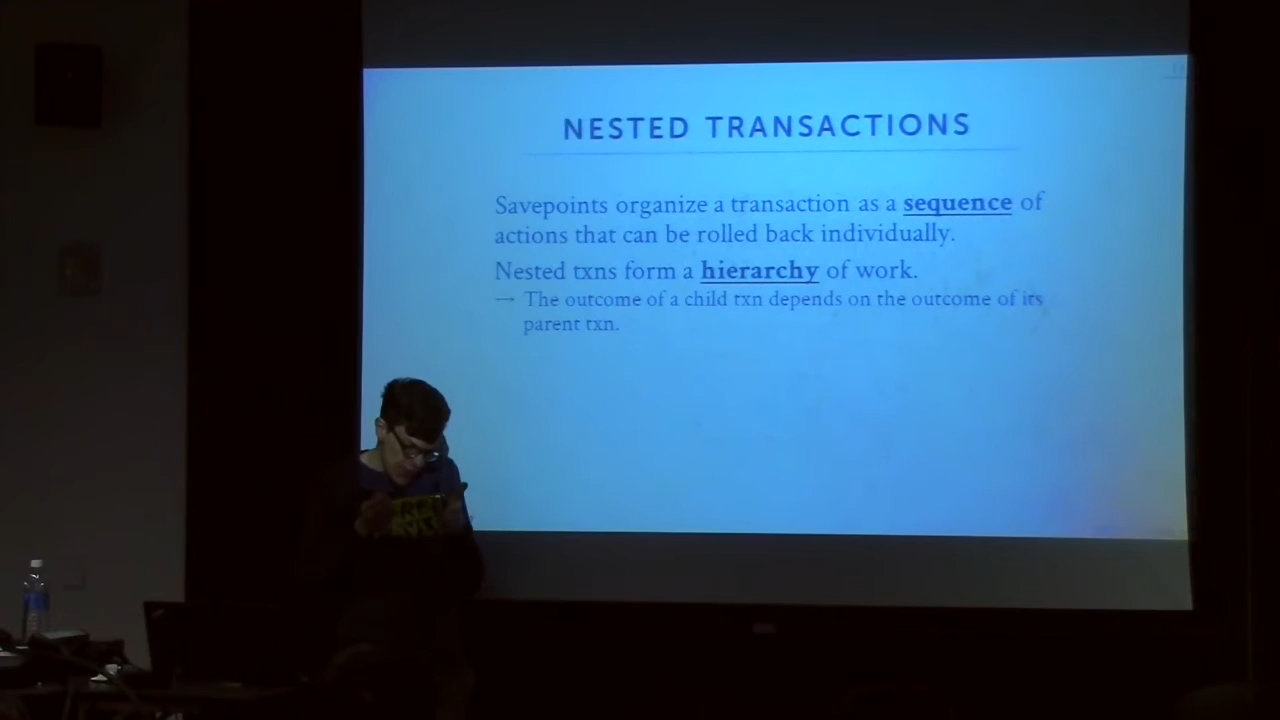 NESTED TRANSACTIONS
Savepoints organize a transaction as a sequence of
actions that can be rolled back individually.
Nested txns form a hierarchy of work.
→ The outcome of a child txn depends on the outcome of its
parent txn.